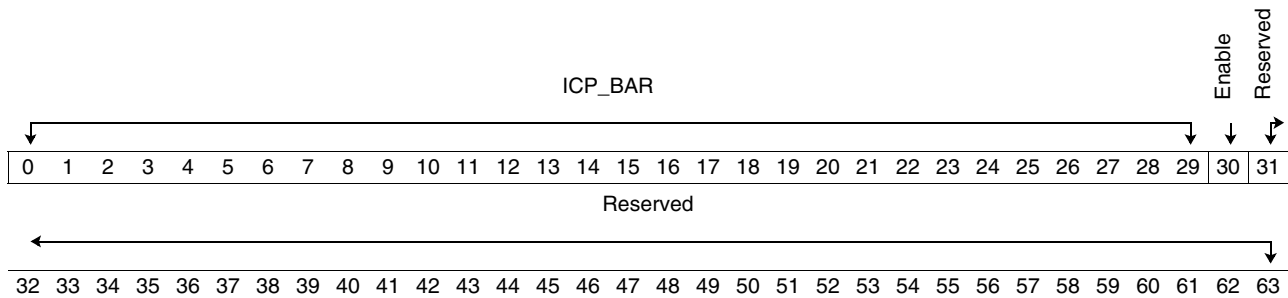 ICP_BAR
Enable
Reserved
0 1 2 3 4 5 6 7 8 9 10 11 12 13 14 15 16 17 18 19 20 21 22 23 24 25 26 27 28 29 30 31
Reserved
32 33 34 35 36 37 38 39 40 41 42 43 44 45 46 47 48 49 50 51 52 53 54 55 56 57 58 59 60 61 62 63